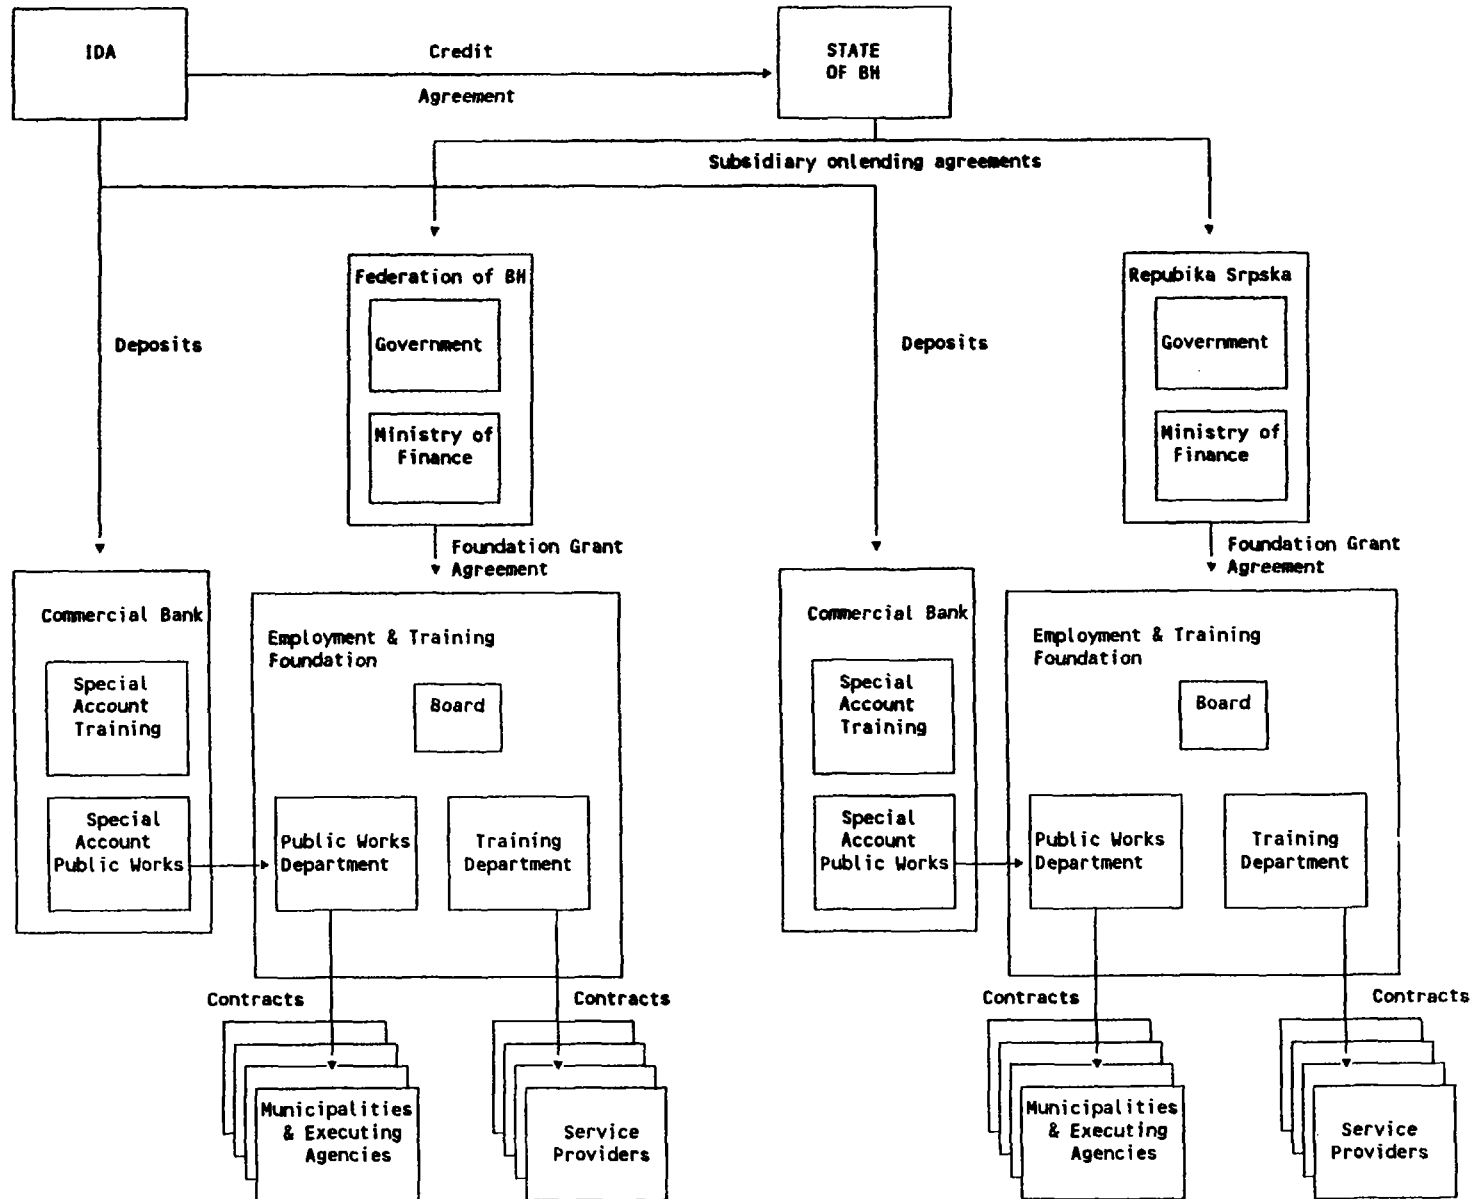 IDA
Credit
Agreement
STATE
OF BH
Subsidiary onlending agreements
Federation of BH
Government
Ministry of
Finance
Repubika Srpska
Government
Ministry of
Finance
Deposits
Deposits
Foundation Grant
Agreement
Foundation Grant
Agreement
Commercial Bank
Special
Account
Training
Special
Account
Public Works
Employment & Training
Foundation
Board
Public Works
Department
Training
Department
Commercial Bank
Special
Account
Training
Special
Account
Public Works
Employment & Training
Foundation
Board
Public Works
Department
Training
Department
Contracts
Contracts
Contracts
Contracts
Municipalities
& Executing
Agencies
Service
Providers
Municipalities
& Executing
Agencies
Service
Providers